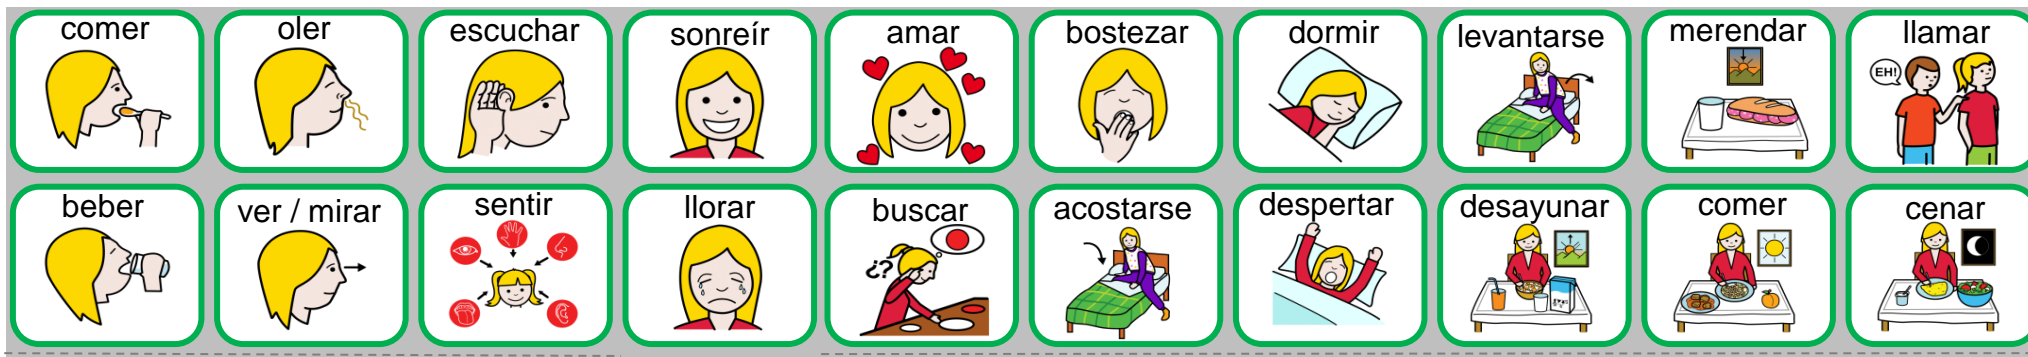 comer
oler
escuchar
sonreír
amar
bostezar
dormir
levantarse
merendar
llamar
EH!
beber
ver / mirar
sentir
llorar
buscar
¿?
acostarse
despertar
desayunar
comer
cenar